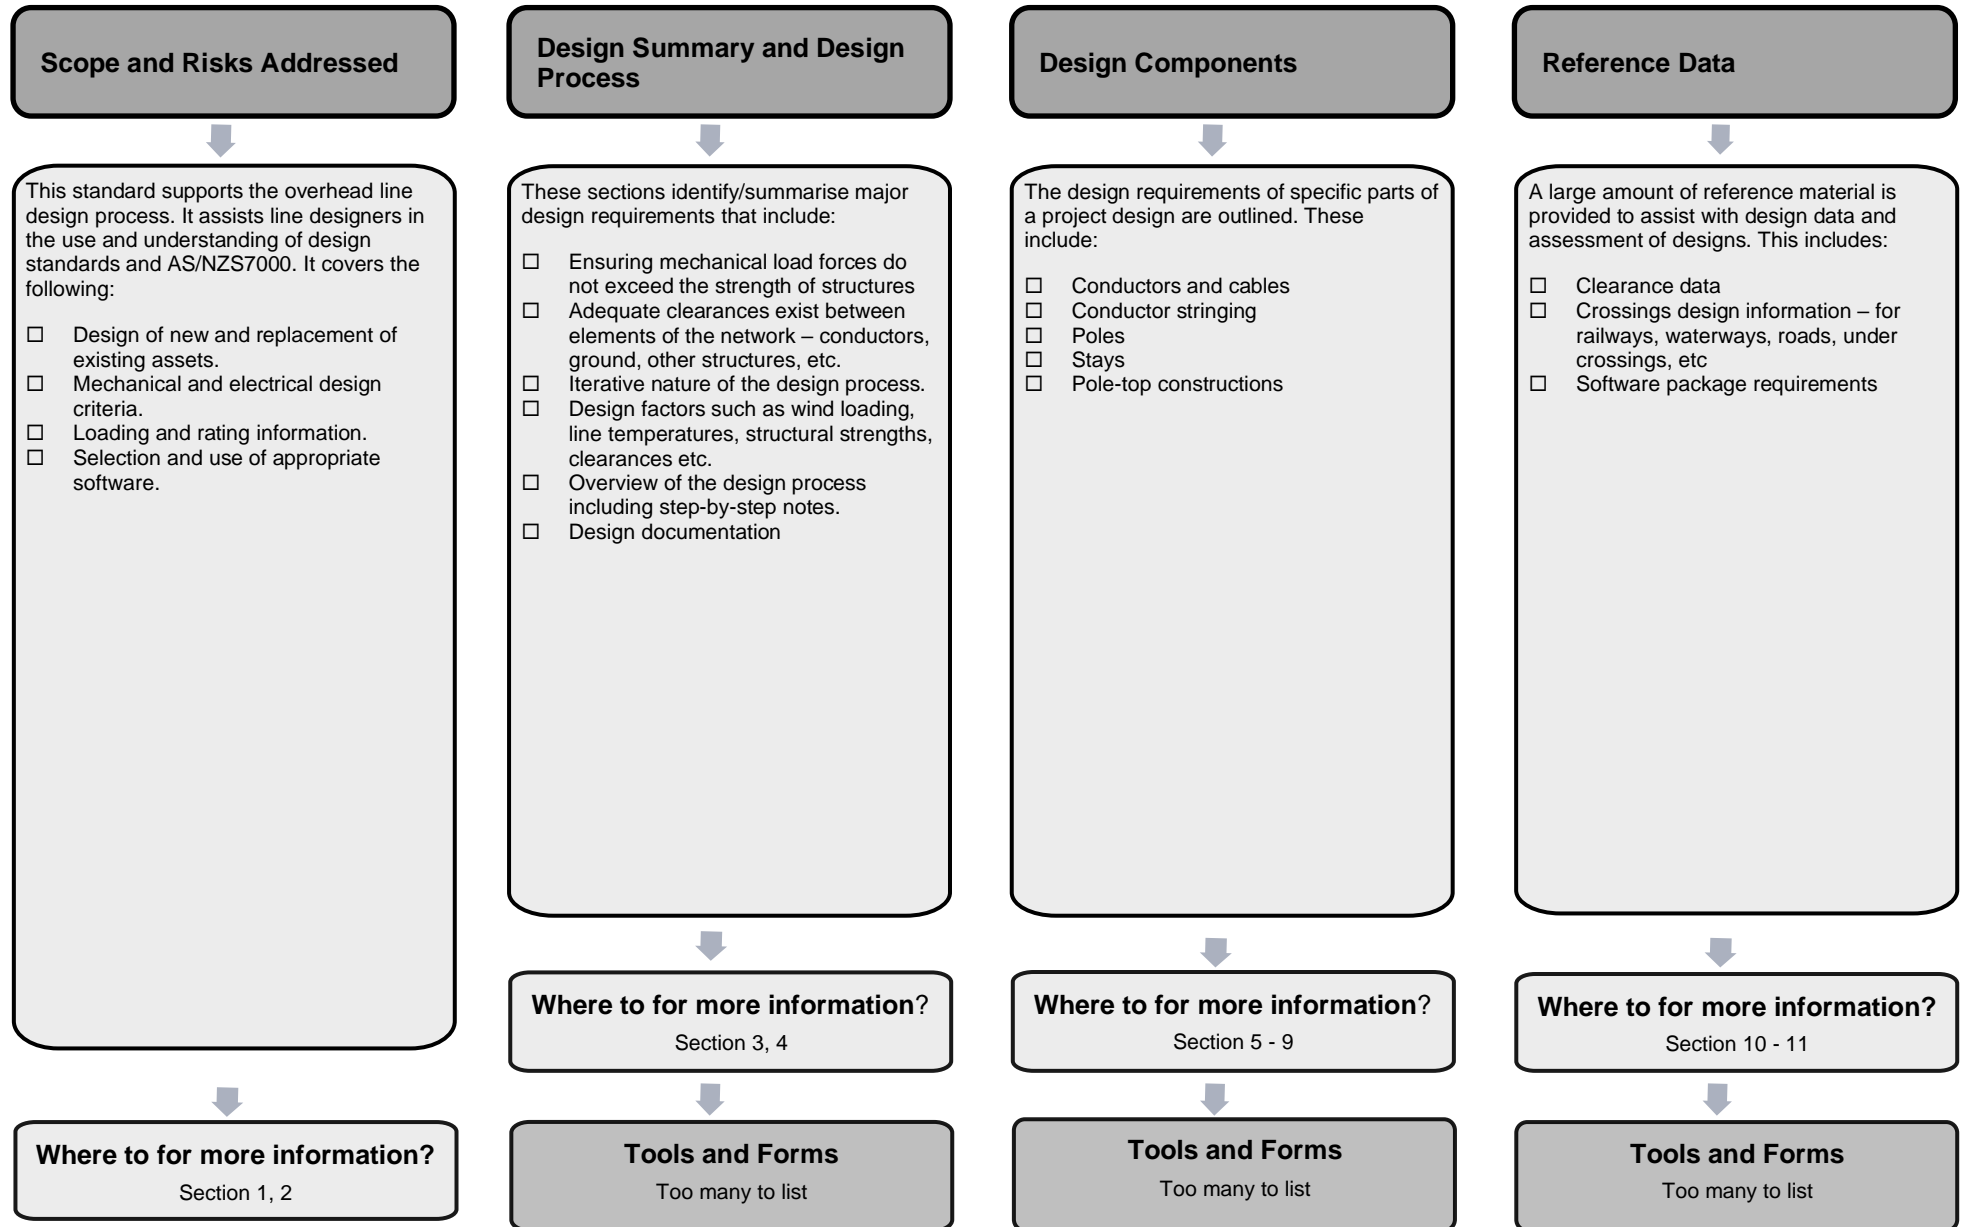 Scope and Risks Addressed
This standard supports the overhead line
design process. It assists line designers in
the use and understanding of design
standards and AS/NZS7000. It covers the
following:
☐ Design of new and replacement of
existing assets.
☐ Mechanical and electrical design
criteria.
☐ Loading and rating information.
☐ Selection and use of appropriate
software.
Where to for more information?
Section 1, 2
Design Summary and Design
Process
These sections identify/summarise major
design requirements that include:
☐ Ensuring mechanical load forces do
not exceed the strength of structures
☐ Adequate clearances exist between
elements of the network – conductors,
ground, other structures, etc.
☐ Iterative nature of the design process.
☐ Design factors such as wind loading,
line temperatures, structural strengths,
clearances etc.
☐ Overview of the design process
including step-by-step notes.
☐ Design documentation
Where to for more information?
Section 3, 4
Tools and Forms
Too many to list
Design Components
The design requirements of specific parts of
a project design are outlined. These
include:
☐ Conductors and cables
☐ Conductor stringing
☐ Poles
☐ Stays
☐ Pole-top constructions
Where to for more information?
Section 5 - 9
Tools and Forms
Too many to list
Reference Data
A large amount of reference material is
provided to assist with design data and
assessment of designs. This includes:
☐ Clearance data
☐ Crossings design information – for
railways, waterways, roads, under
crossings, etc
☐ Software package requirements
Where to for more information?
Section 10 - 11
Tools and Forms
Too many to list